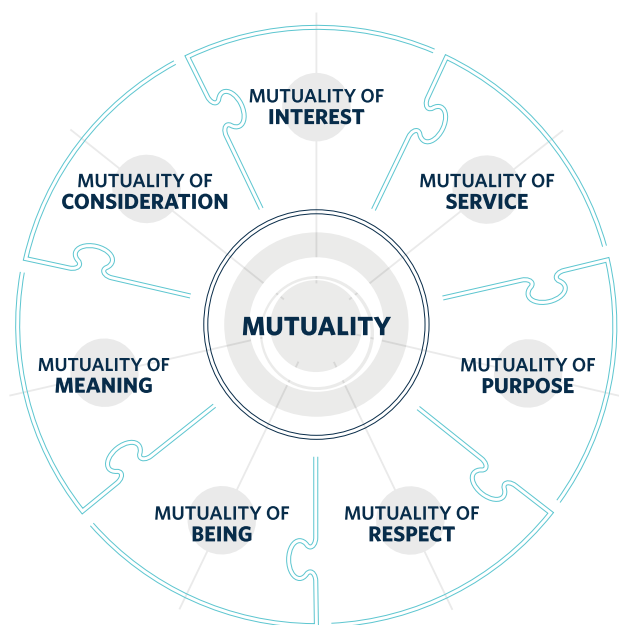 MUTUALITY OF
INTEREST
MUTUALITY OF
SERVICE
MUTUALITY OF
PURPOSE
MUTUALITY OF
RESPECT
MUTUALITY OF
BEING
MUTUALITY OF
MEANING
MUTUALITY OF
CONSIDERATION
MUTUALITY